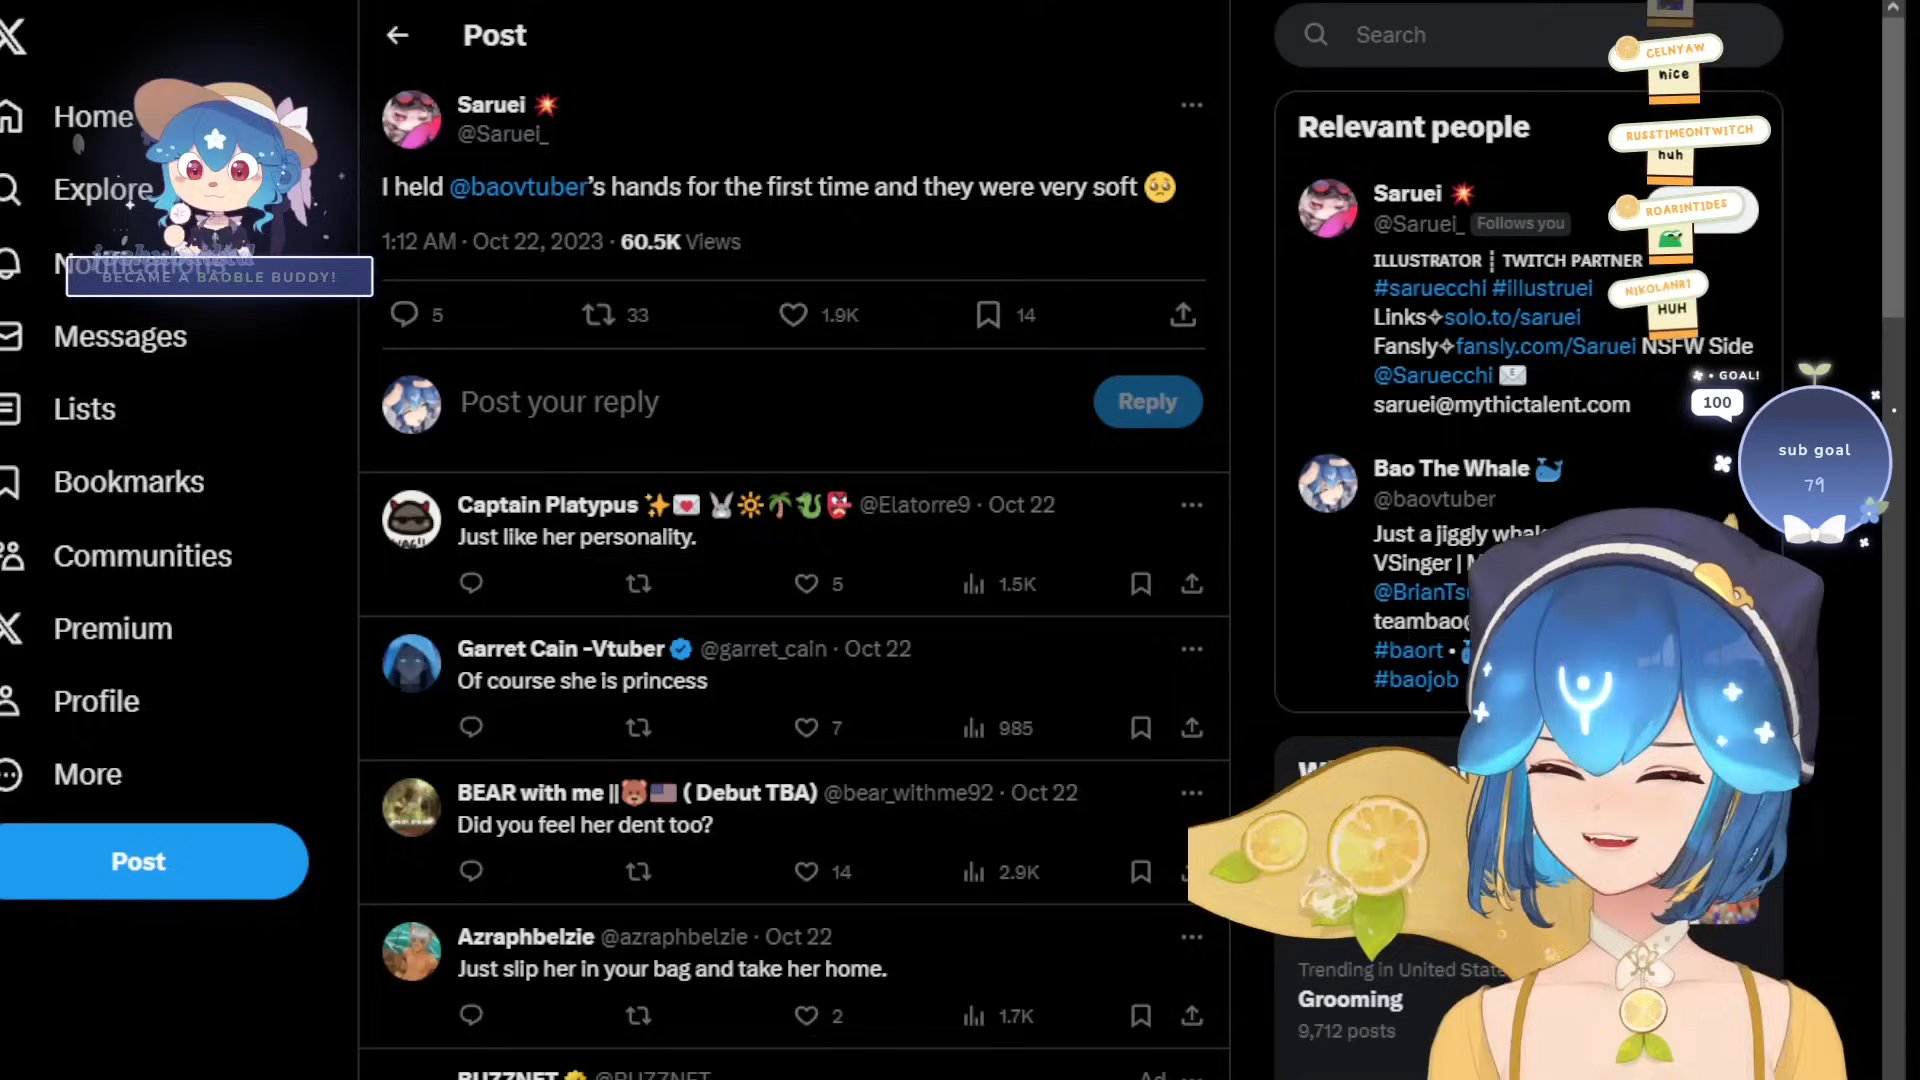 Home
Explore
Notifications
BECAME A BAOBLE BUDDY!
Messages
Lists
Bookmarks
Communities
Premium
Profile
More
Post
Post
Saruei 💥
@Saruei_
I held @baovtuber's hands for the first time and they were very soft 🥺
1:12 AM · Oct 22, 2023 · 60.5K Views
5 33 1.9K 14
Post your reply
Reply
Captain Platypus ✨💌🐰🔆🌴🐉👺 @Elatorre9 · Oct 22
Just like her personality.
5 1.5K
Garret Cain -Vtuber @garret_cain · Oct 22
Of course she is princess
7 985
BEAR with me ||🐻🇺🇸 ( Debut TBA) @bear_withme92 · Oct 22
Did you feel her dent too?
14 2.9K
Azraphbelzie @azraphbelzie · Oct 22
Just slip her in your bag and take her home.
2 1.7K
BUZZNET @BUZZNET Ad
Search
Relevant people
Saruei 💥
@Saruei_ Follows you
ILLUSTRATOR ┊ TWITCH PARTNER
#saruecchi #illustruei
Links✧solo.to/saruei
Fansly✧fansly.com/Saruei NSFW Side
@Saruecchi 📧
saruei@mythictalent.com
Bao The Whale 🐳
@baovtuber
Just a jiggly
VSinger |
#baort •
#baojob
Trending in United
Grooming
9,712 posts
CELNYAW
nice
RUSSTIMEONTWITCH
huh
ROARINTIDES
NIKOLANR1
HUH
• GOAL!
100
sub goal
79